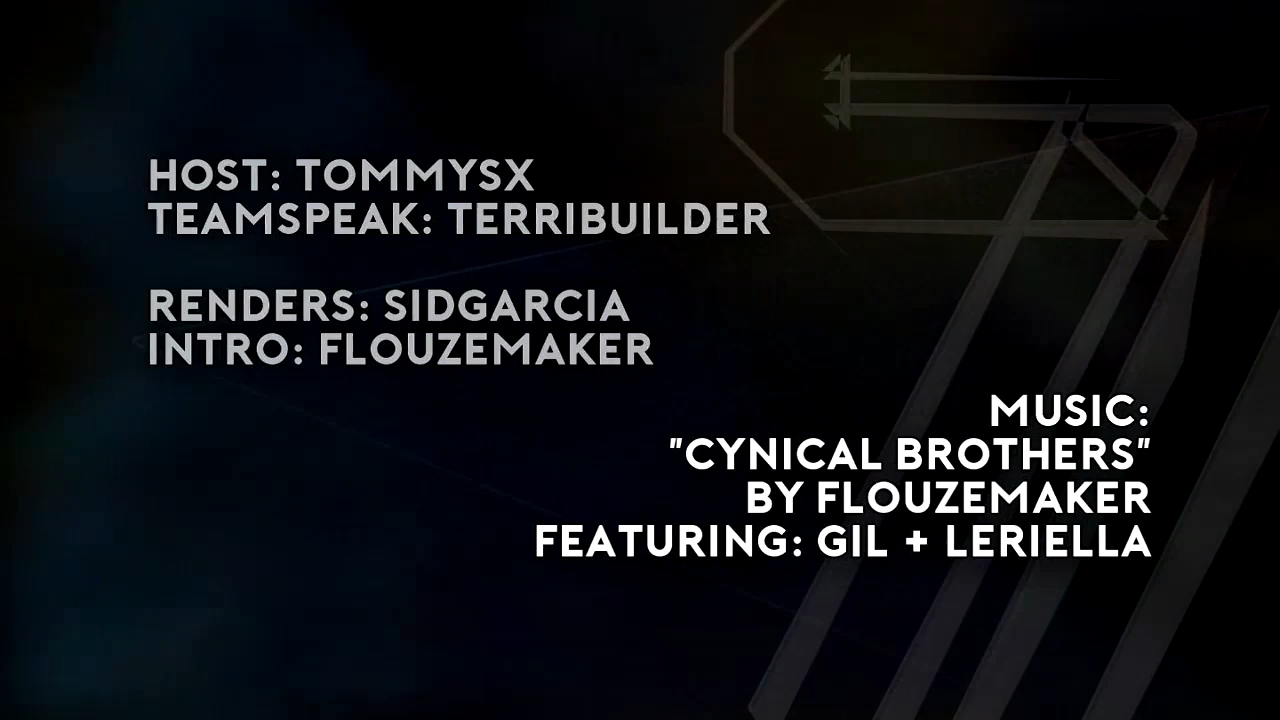 HOST: TOMMYSX
TEAMSPEAK: TERRIBUILDER
RENDERS: SIDGARCIA
INTRO: FLOUZEMAKER
MUSIC:
"CYNICAL BROTHERS"
BY FLOUZEMAKER
FEATURING: GIL + LERIELLA